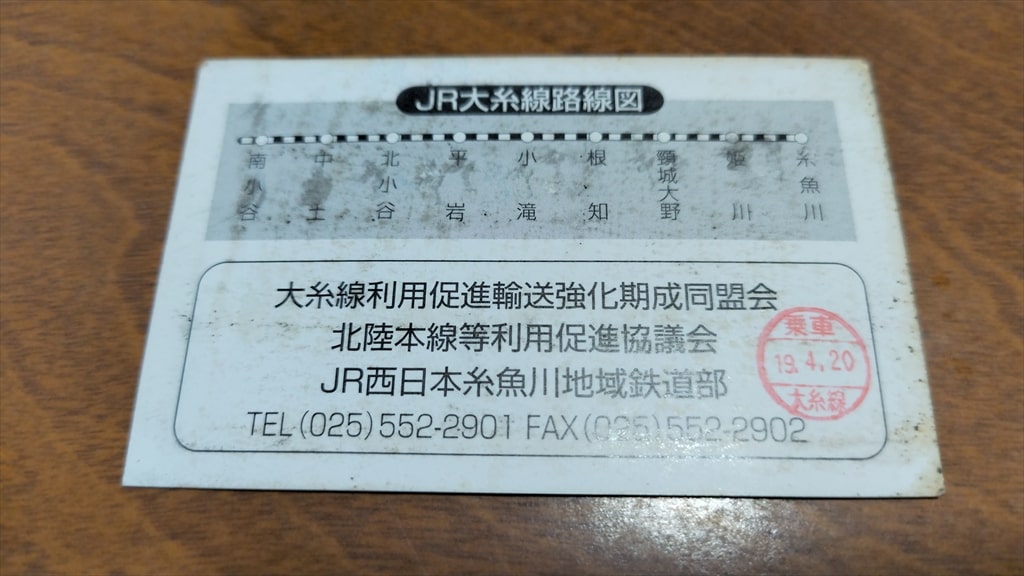 JR大糸線路線図
南小谷 中土 北小谷 平岩 小滝 根知 頸城大野 姫川 糸魚川
大糸線利用促進輸送強化期成同盟会
北陸本線等利用促進協議会
JR西日本糸魚川地域鉄道部
TEL(025)552-2901 FAX(025)552-2902
乗車
19.4.20
大糸線